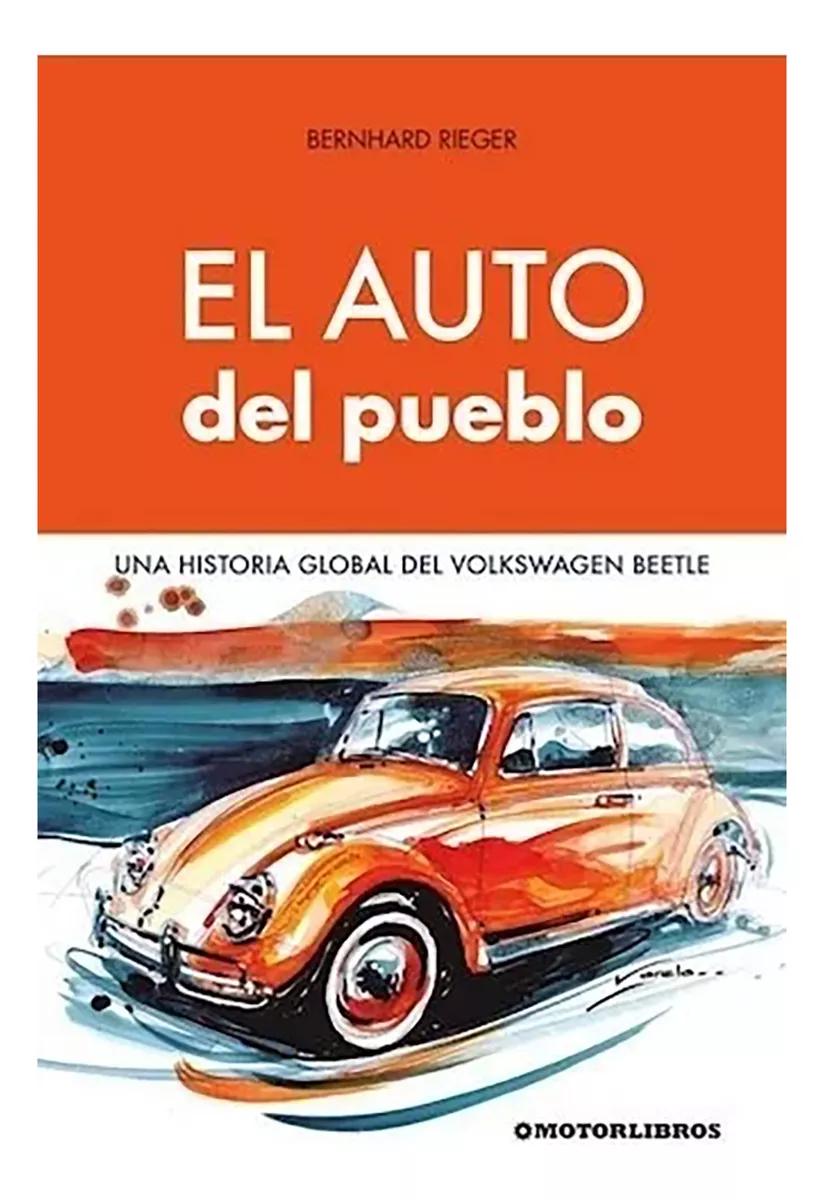 BERNHARD RIEGER
EL AUTO
del pueblo
UNA HISTORIA GLOBAL DEL VOLKSWAGEN BEETLE
MOTORLIBROS